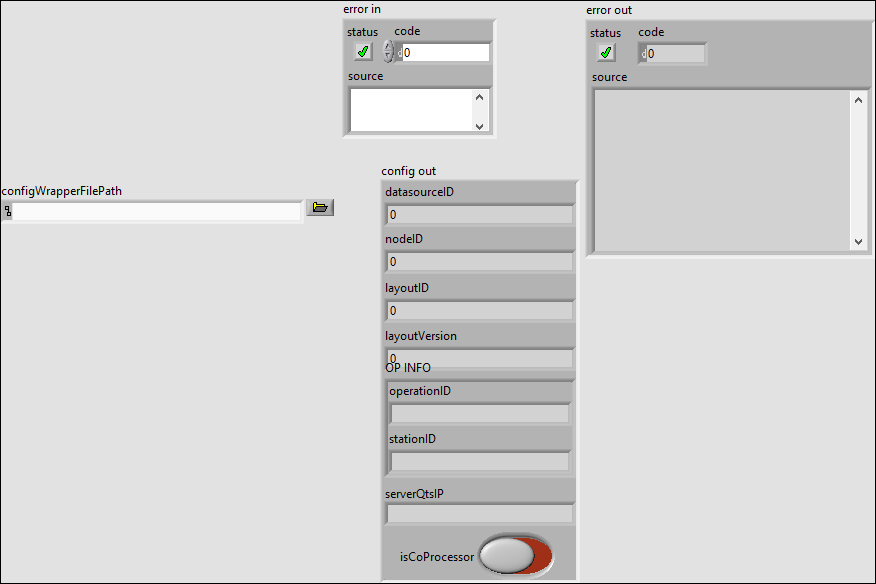 error in
status code
0
source
error out
status code
0
source
configWrapperFilePath
config out
datasourceID
0
nodeID
0
layoutID
0
layoutVersion
0
OP INFO
operationID
stationID
serverQtsIP
isCoProcessor